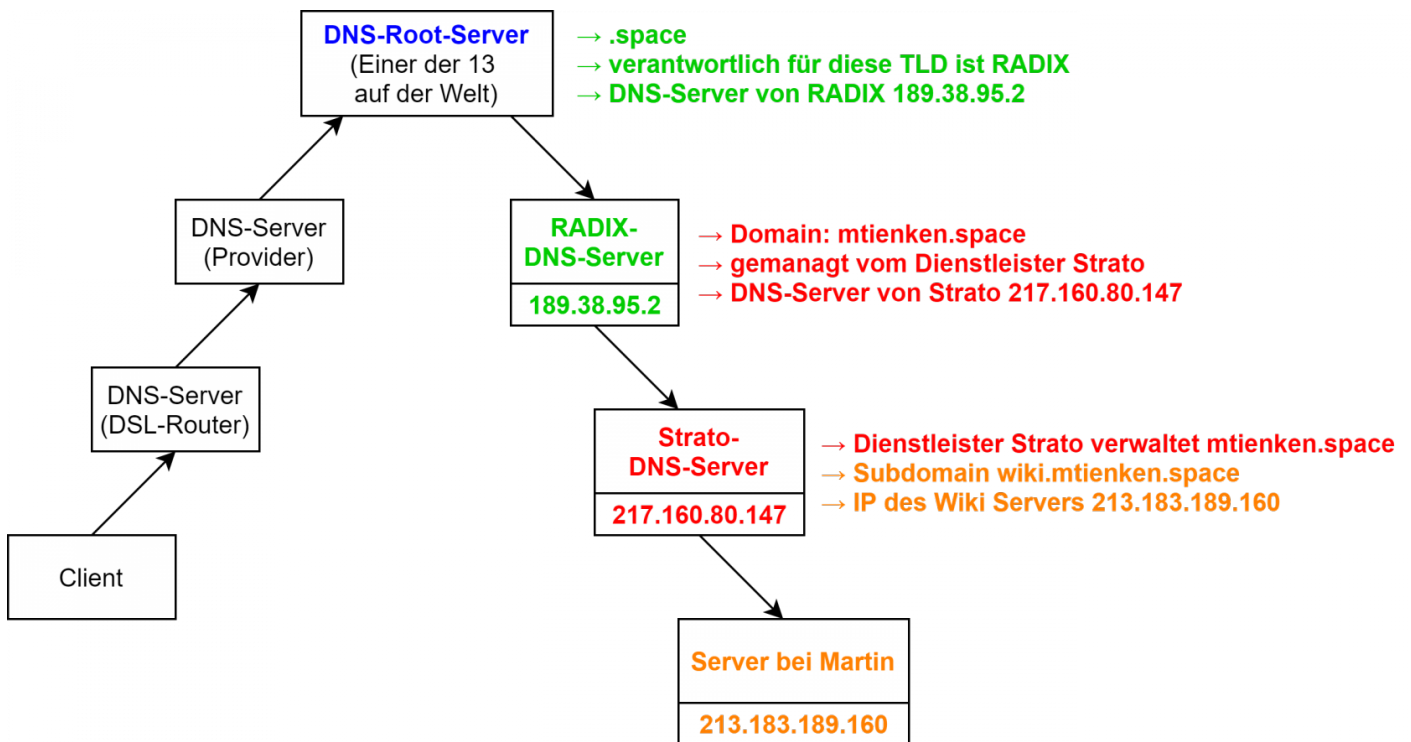 DNS-Root-Server
(Einer der 13
auf der Welt)
→ .space
→ verantwortlich für diese TLD ist RADIX
→ DNS-Server von RADIX 189.38.95.2
DNS-Server
(Provider)
RADIX-
DNS-Server
189.38.95.2
→ Domain: mtienken.space
→ gemanagt vom Dienstleister Strato
→ DNS-Server von Strato 217.160.80.147
DNS-Server
(DSL-Router)
Strato-
DNS-Server
217.160.80.147
→ Dienstleister Strato verwaltet mtienken.space
→ Subdomain wiki.mtienken.space
→ IP des Wiki Servers 213.183.189.160
Client
Server bei Martin
213.183.189.160